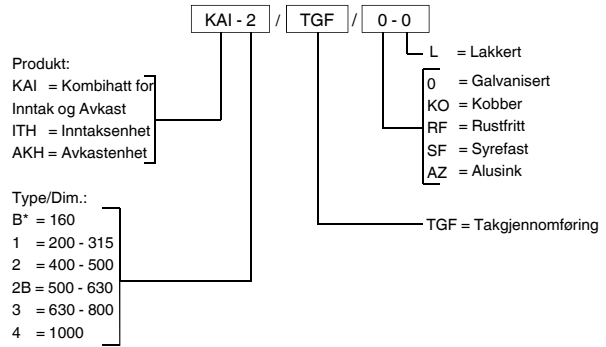 KAI - 2 / TGF / 0 - 0
L = Lakkert
Produkt:
KAI = Kombihatt for
Inntak og Avkast
ITH = Inntaksenhet
AKH = Avkastenhet
0 = Galvanisert
KO = Kobber
RF = Rustfritt
SF = Syrefast
AZ = Alusink
Type/Dim.:
B* = 160
1 = 200 - 315
2 = 400 - 500
2B = 500 - 630
3 = 630 - 800
4 = 1000
TGF = Takgjennomføring